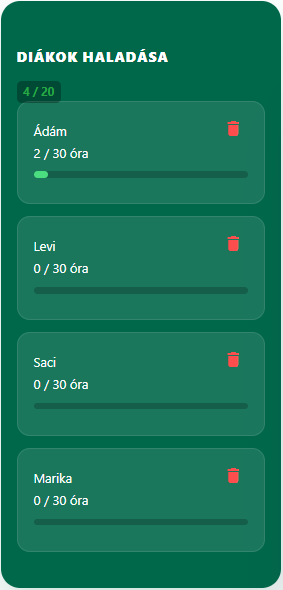 DIÁKOK HALADÁSA
4 / 20
Ádám
2 / 30 óra
Levi
0 / 30 óra
Saci
0 / 30 óra
Marika
0 / 30 óra